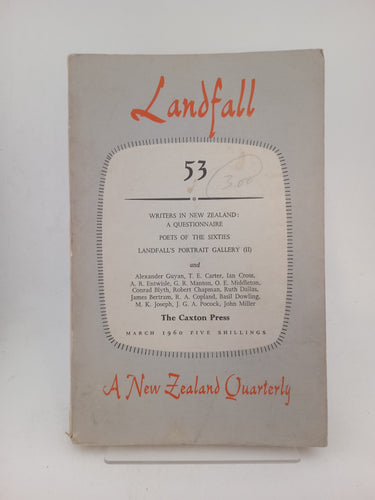 Landfall
53
3.00
WRITERS IN NEW ZEALAND:
A QUESTIONNAIRE
POETS OF THE SIXTIES
LANDFALL'S PORTRAIT GALLERY (II)
and
Alexander Guyan, T. E. Carter, Ian Cross,
A. R. Entwisle, G. R. Manton, O. E. Middleton,
Conrad Blyth, Robert Chapman, Ruth Dallas,
James Bertram, R. A. Copland, Basil Dowling,
M. K. Joseph, J. G. A. Pocock, John Miller
The Caxton Press
MARCH 1960 FIVE SHILLINGS
A New Zealand Quarterly